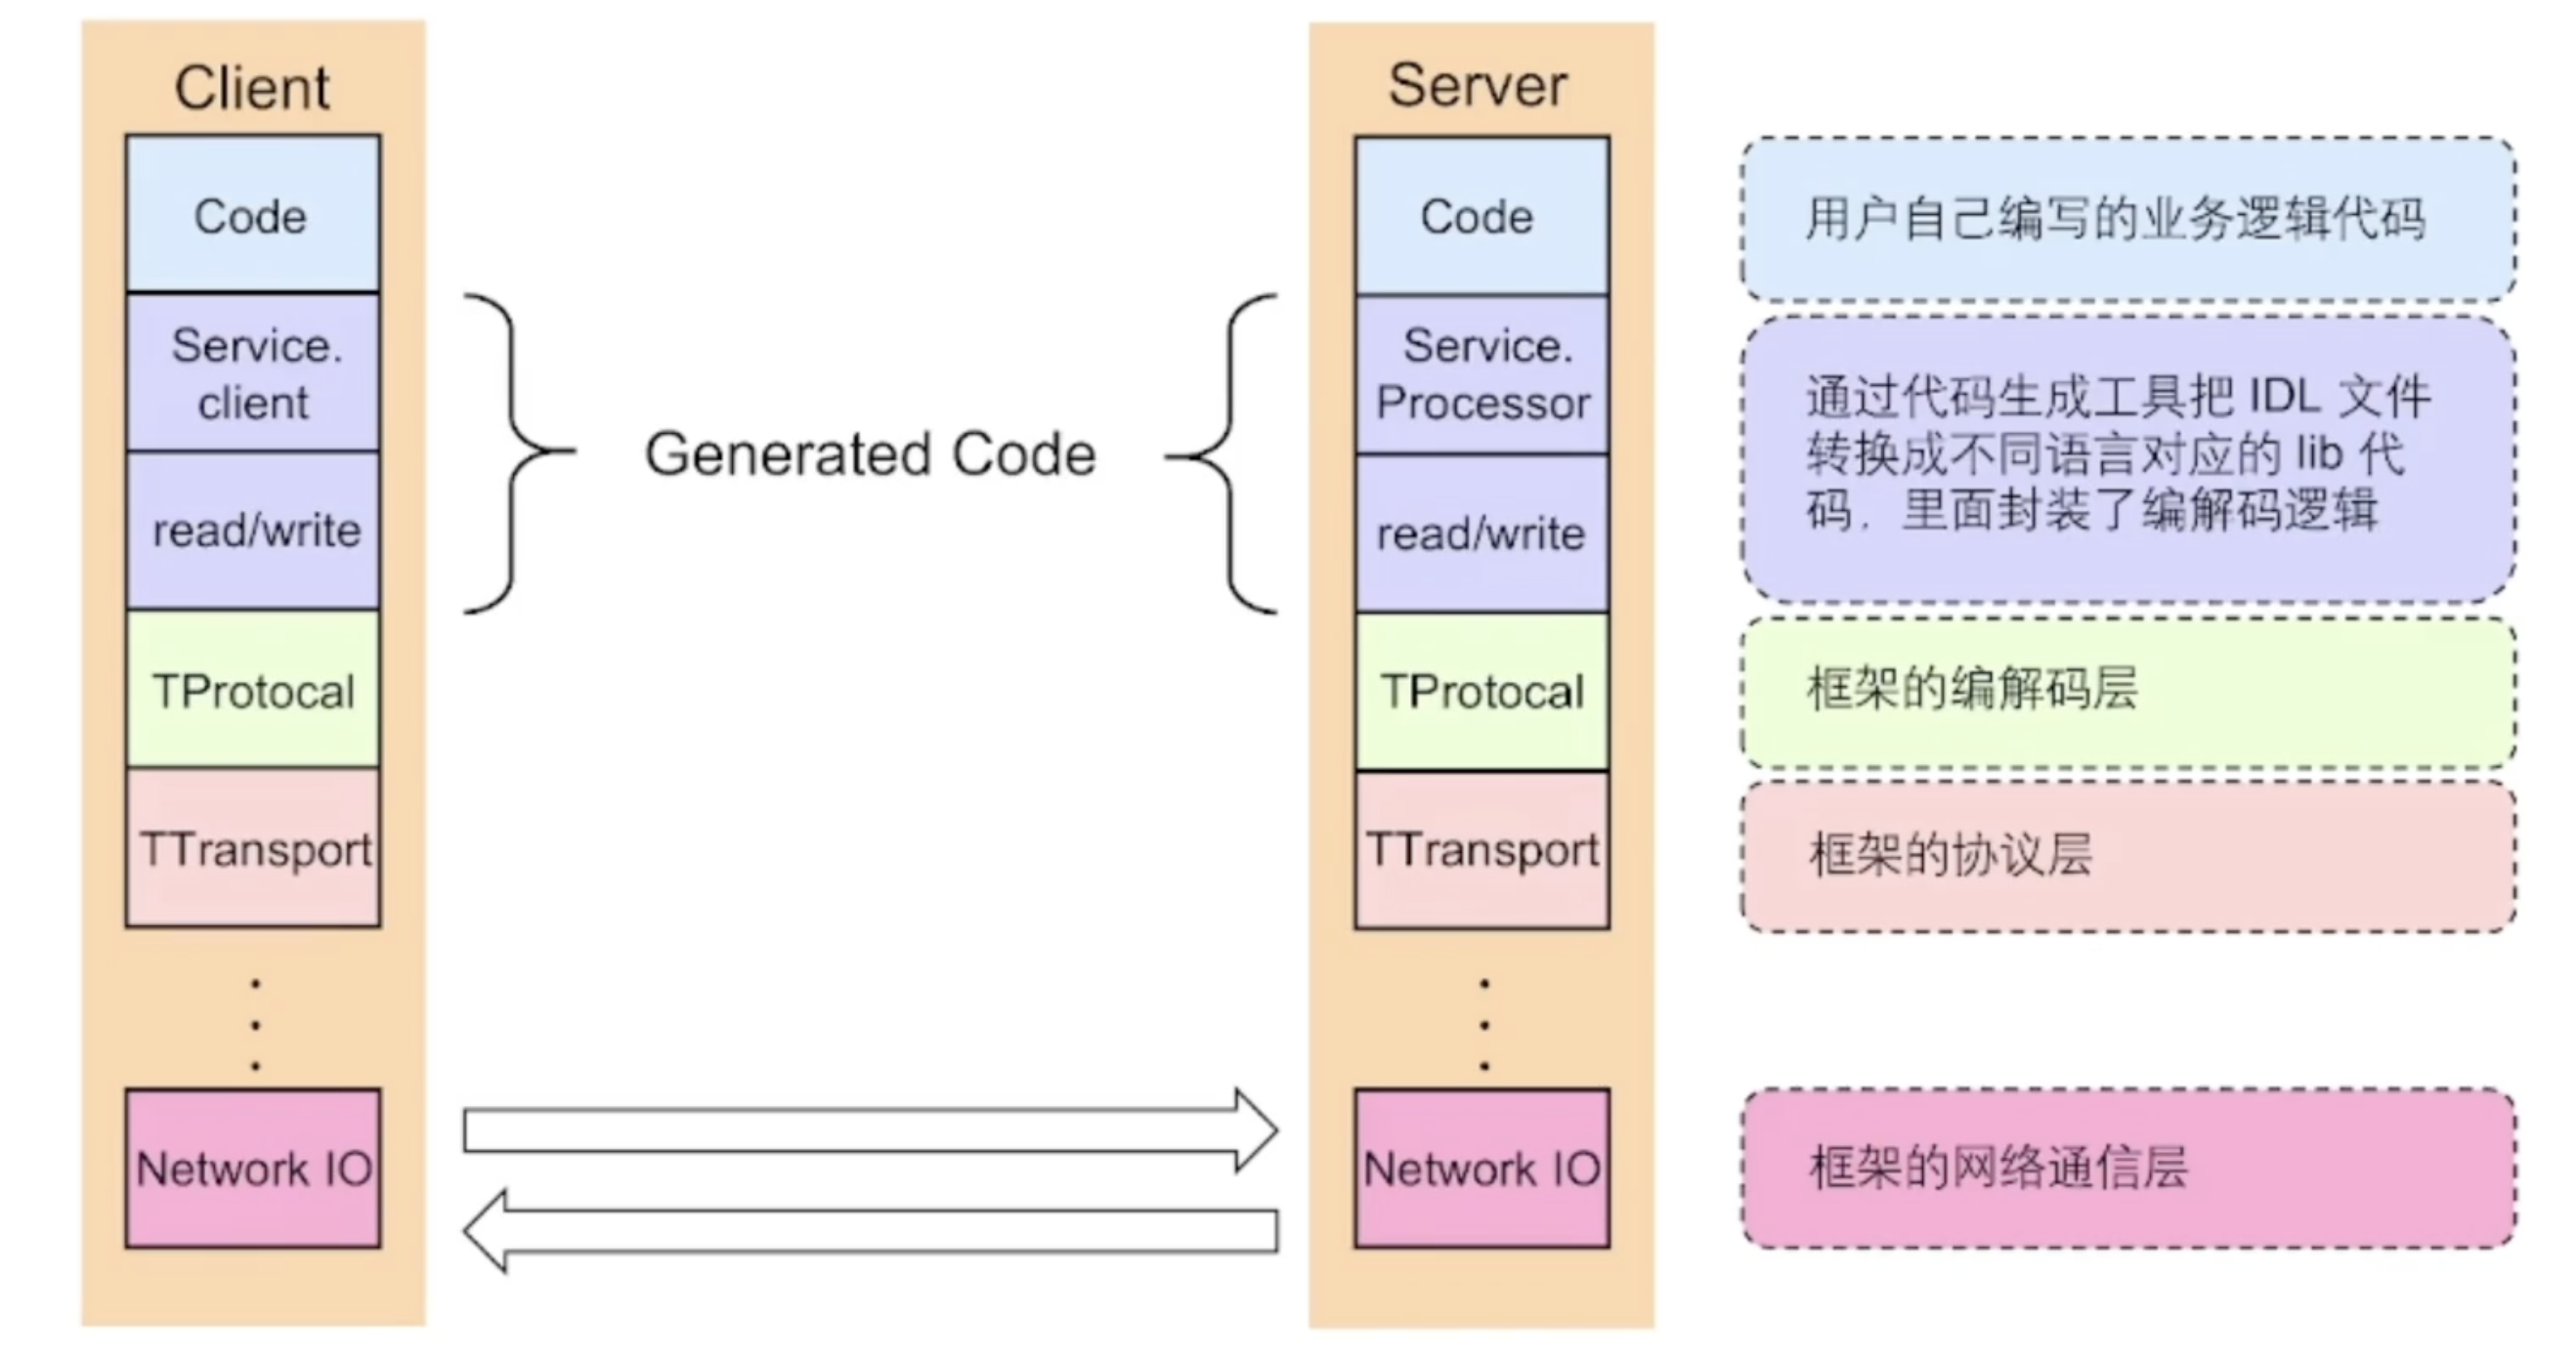 Client
Code
Service.
client
read/write
TProtocal
TTransport
Network IO
Generated Code
Server
Code
Service.
Processor
read/write
TProtocal
TTransport
Network IO
用户自己编写的业务逻辑代码
通过代码生成工具把 IDL 文件
转换成不同语言对应的 lib 代
码，里面封装了编解码逻辑
框架的编解码层
框架的协议层
框架的网络通信层